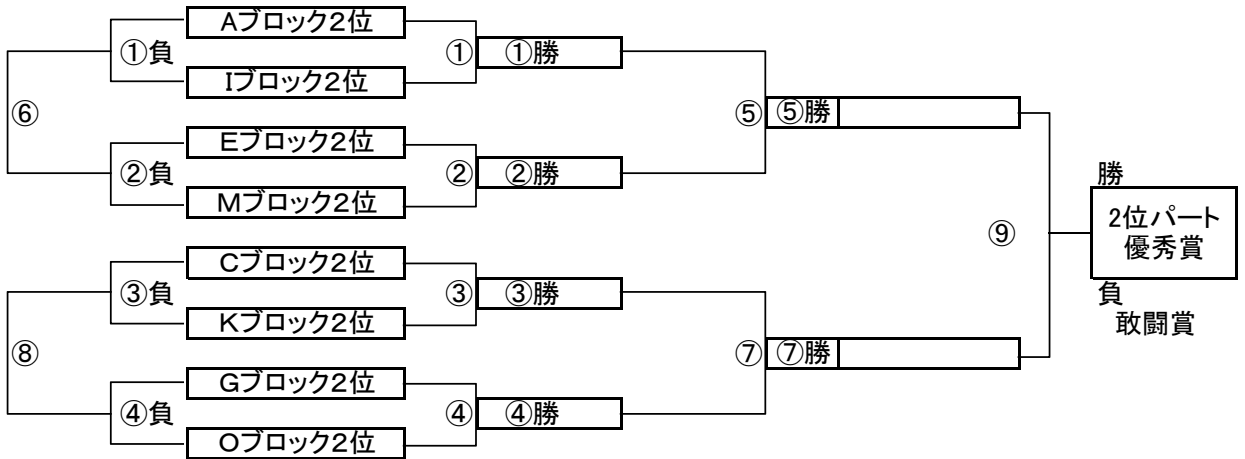 Aブロック2位
①負
①
①勝
Iブロック2位
⑥
⑤
⑤勝
Eブロック2位
②負
②
②勝
Mブロック2位
勝
2位パート
優秀賞
⑨
Cブロック2位
③負
③
③勝
負
敢闘賞
Kブロック2位
⑧
⑦
⑦勝
Gブロック2位
④負
④
④勝
Oブロック2位